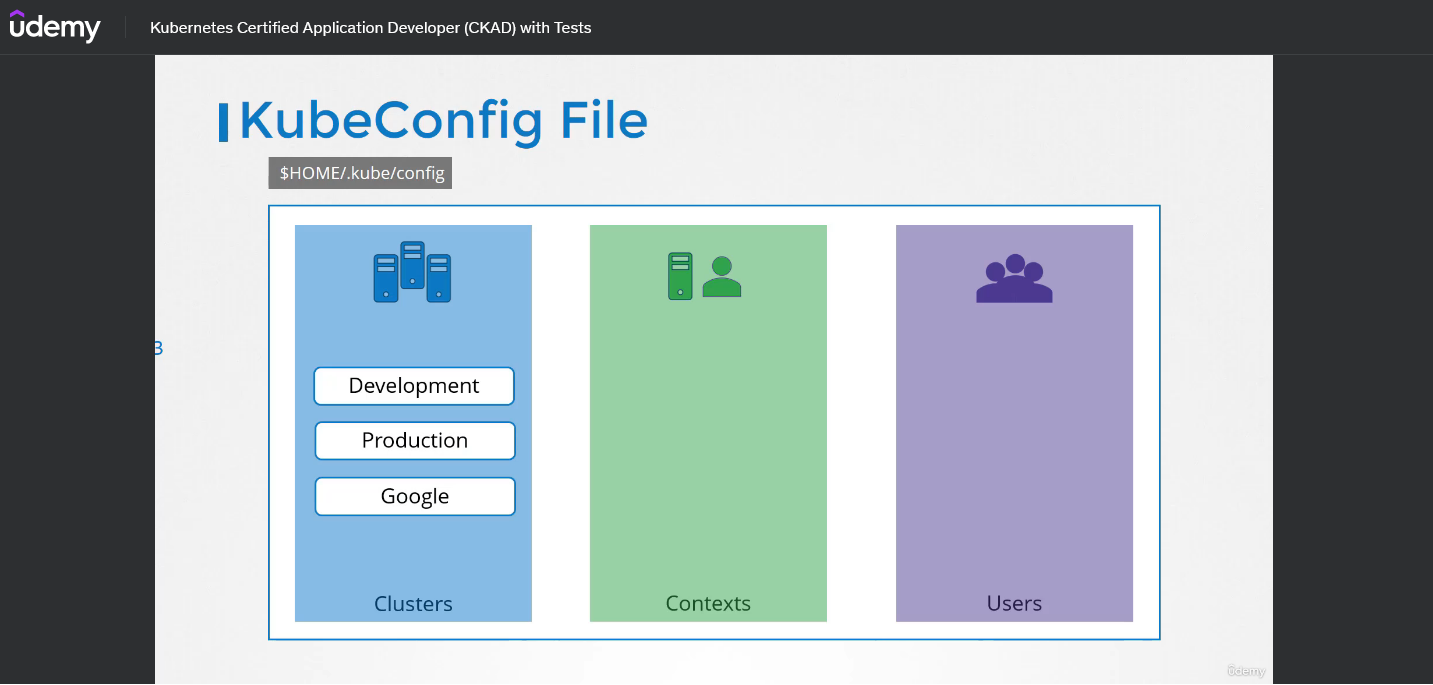 udemy
Kubernetes Certified Application Developer (CKAD) with Tests
KubeConfig File
$HOME/.kube/config
3
Development
Production
Google
Clusters
Contexts
Users
ûdemy